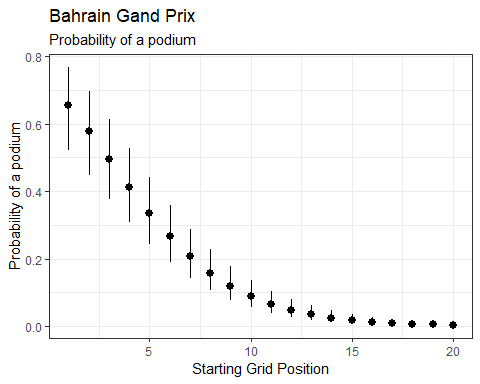 Bahrain Gand Prix
Probability of a podium
Probability of a podium
0.8
0.6
0.4
0.2
0.0
5
10
15
20
Starting Grid Position